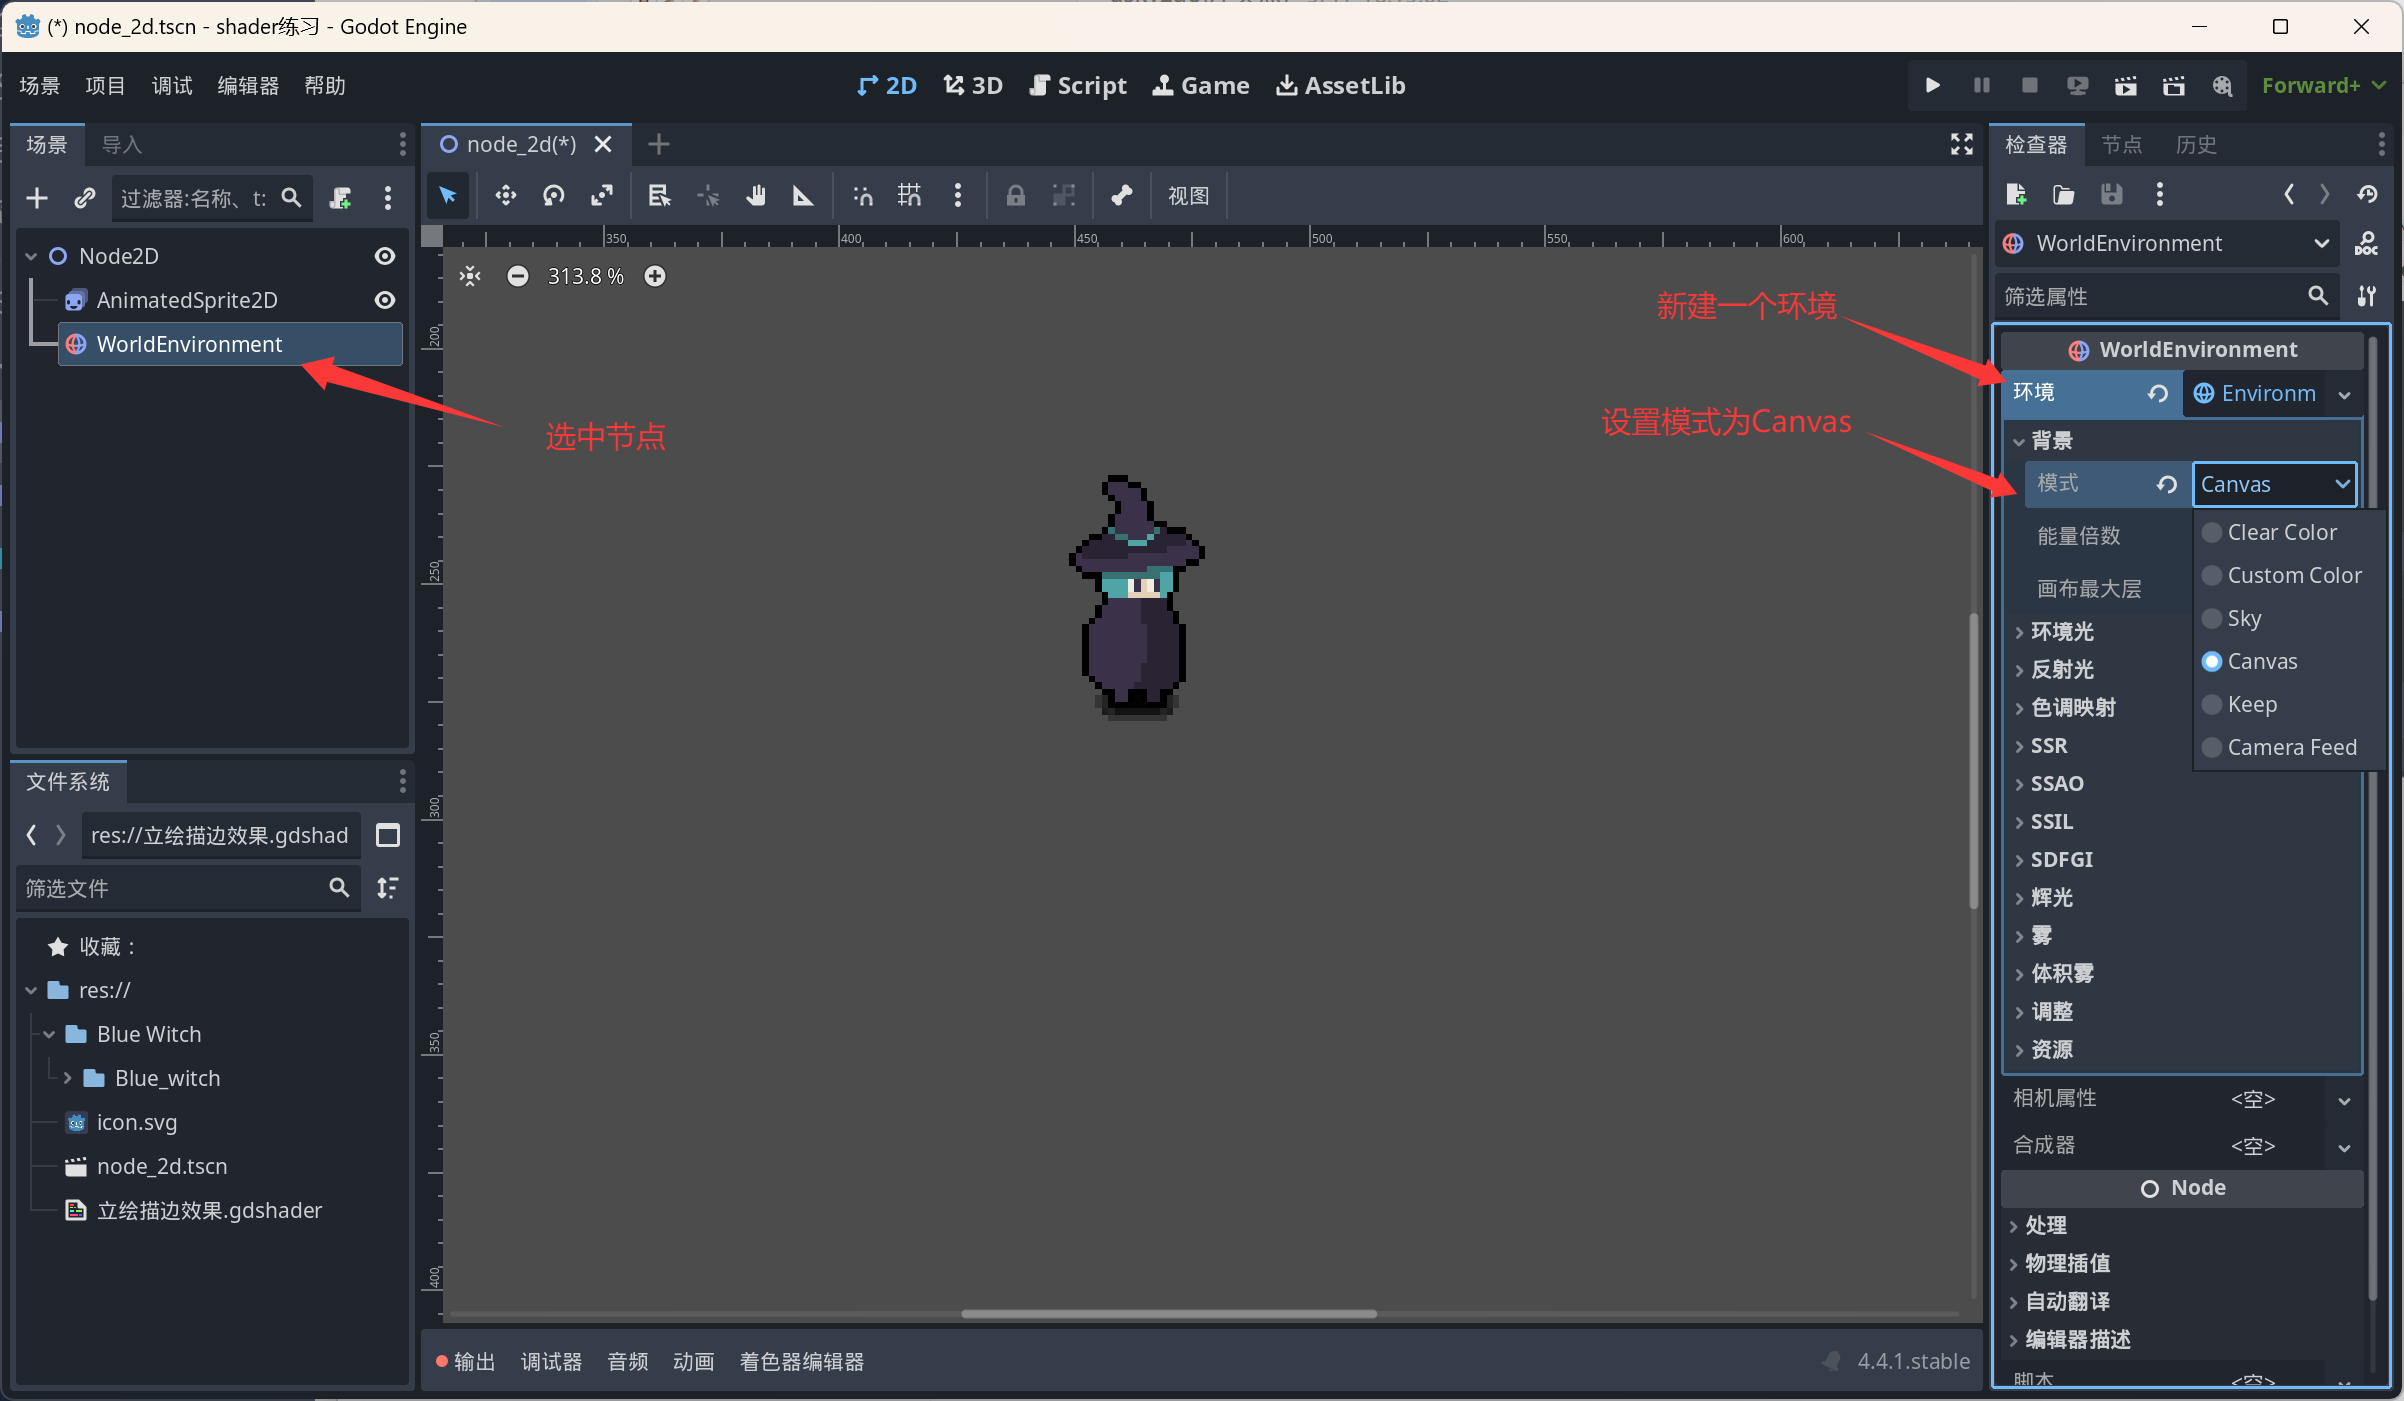 (*) node_2d.tscn - shader练习 - Godot Engine
场景 项目 调试 编辑器 帮助
2D 3D Script Game AssetLib
Forward+
场景 导入
过滤器:名称、t:
Node2D
AnimatedSprite2D
WorldEnvironment
文件系统
res://立绘描边效果.gdshad
筛选文件
收藏：
res://
Blue Witch
Blue_witch
icon.svg
node_2d.tscn
立绘描边效果.gdshader
node_2d(*)
视图
350 400 450 500 550 600
313.8 %
200
250
300
350
400
选中节点
新建一个环境
设置模式为Canvas
输出 调试器 音频 动画 着色器编辑器
4.4.1.stable
检查器 节点 历史
WorldEnvironment
DOC
筛选属性
WorldEnvironment
环境 Environm
背景
模式 Canvas
能量倍数
画布最大层
Clear Color
Custom Color
Sky
Canvas
Keep
Camera Feed
环境光
反射光
色调映射
SSR
SSAO
SSIL
SDFGI
辉光
雾
体积雾
调整
资源
相机属性 <空>
合成器 <空>
Node
处理
物理插值
自动翻译
编辑器描述
脚本 <空>